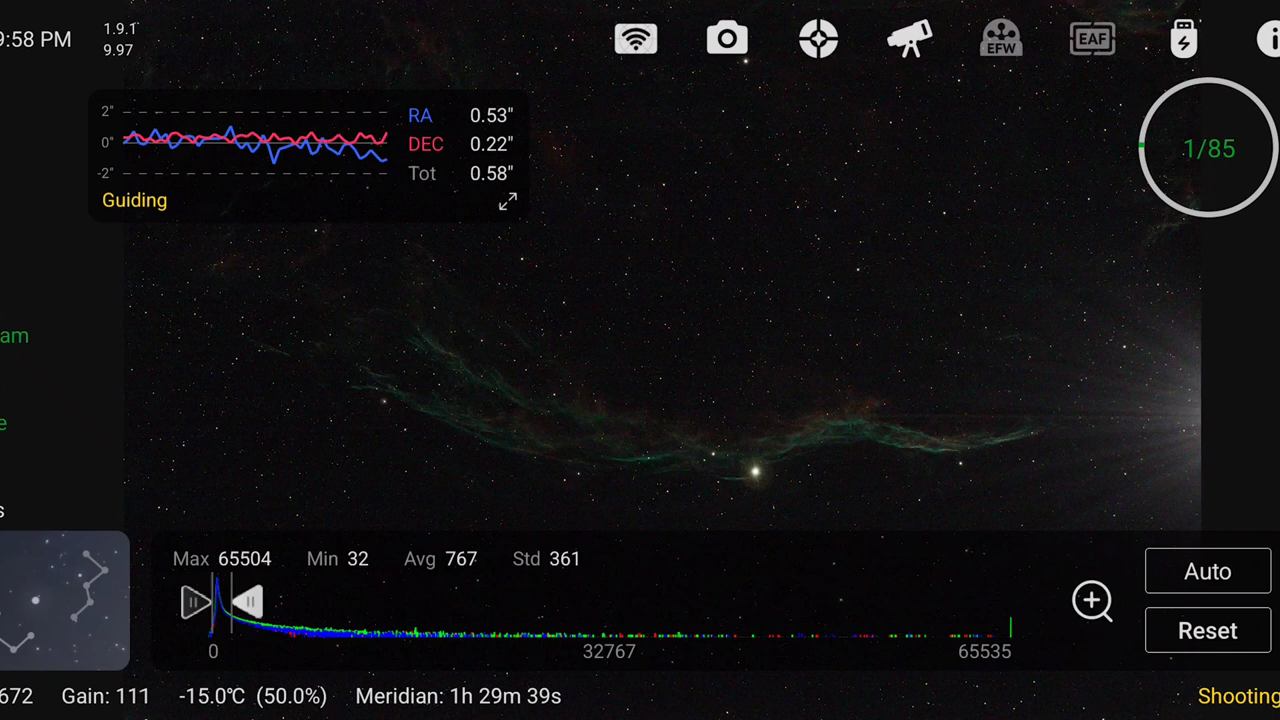 9:58 PM
1.9.1
9.97
EFW
EAF
2"
0"
-2"
RA 0.53"
DEC 0.22"
Tot 0.58"
Guiding
1/85
am
e
s
Max 65504 Min 32 Avg 767 Std 361
0 32767 65535
Auto
Reset
672 Gain: 111 -15.0℃ (50.0%) Meridian: 1h 29m 39s
Shooting